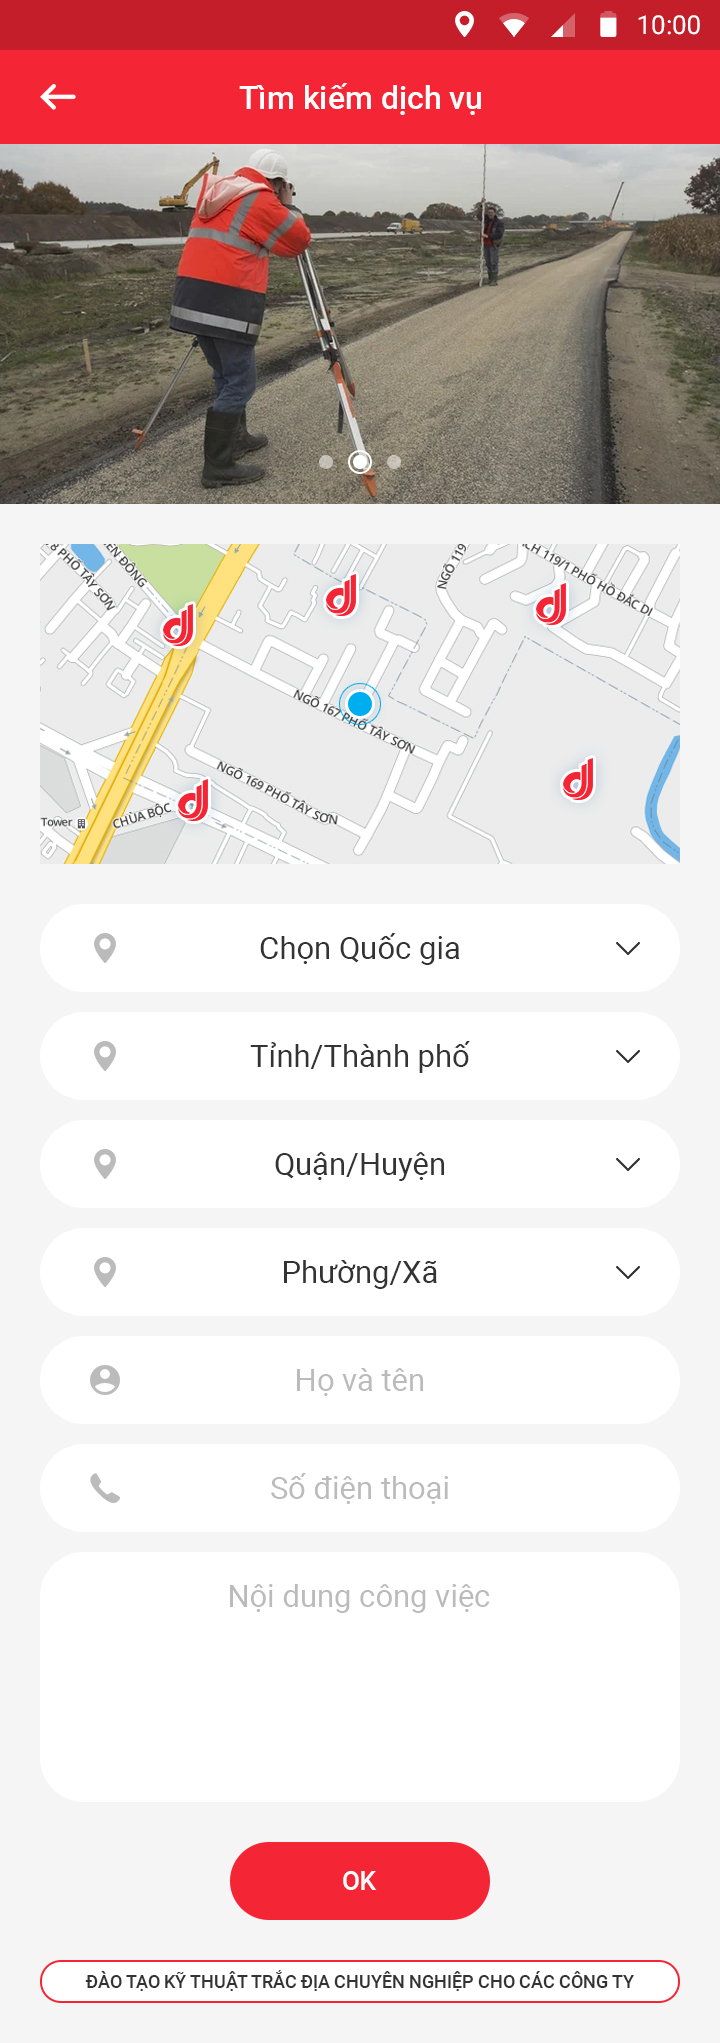 10:00
Tìm kiếm dịch vụ
PHỐ TÂY SƠN
ĐÔNG
NGÕ 119
119/1 PHỐ HỒ ĐẮC DI
NGÕ 167 PHỐ TÂY SƠN
NGÕ 169 PHỐ TÂY SƠN
Tower
CHÙA BỘC
Chọn Quốc gia
Tỉnh/Thành phố
Quận/Huyện
Phường/Xã
Họ và tên
Số điện thoại
Nội dung công việc
OK
ĐÀO TẠO KỸ THUẬT TRẮC ĐỊA CHUYÊN NGHIỆP CHO CÁC CÔNG TY